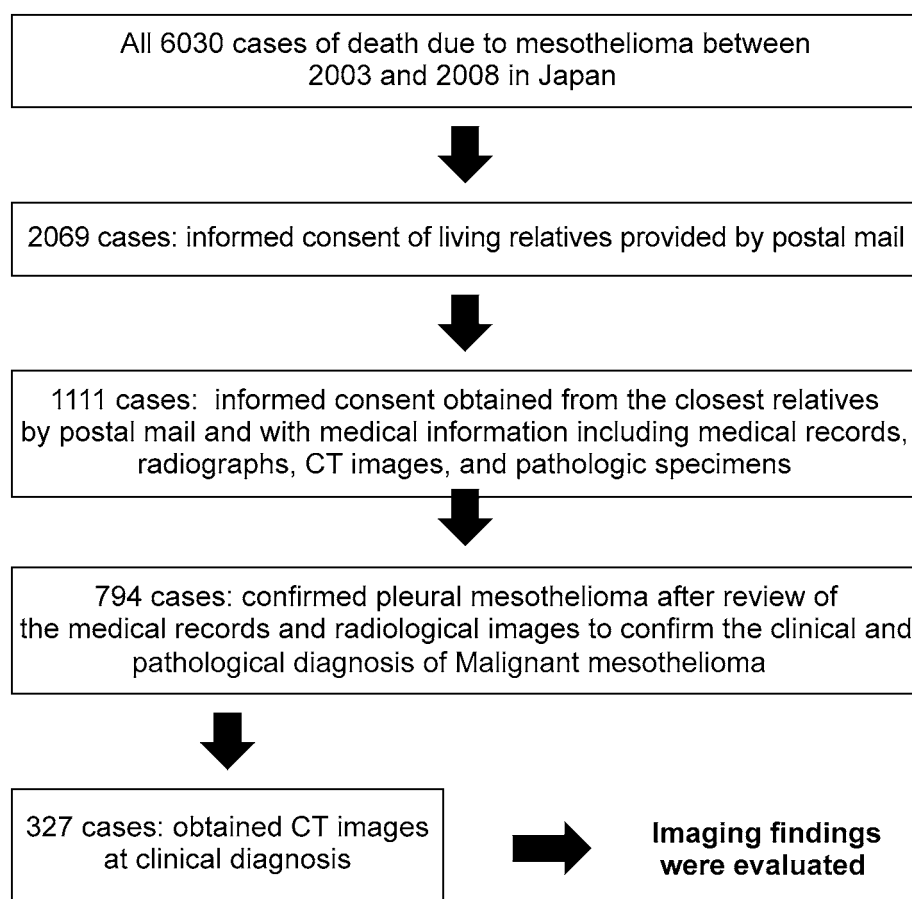 All 6030 cases of death due to mesothelioma between
2003 and 2008 in Japan
2069 cases: informed consent of living relatives provided by postal mail
1111 cases:  informed consent obtained from the closest relatives
by postal mail and with medical information including medical records,
radiographs, CT images, and pathologic specimens
794 cases: confirmed pleural mesothelioma after review of
the medical records and radiological images to confirm the clinical and
pathological diagnosis of Malignant mesothelioma
327 cases: obtained CT images
at clinical diagnosis
Imaging findings
were evaluated